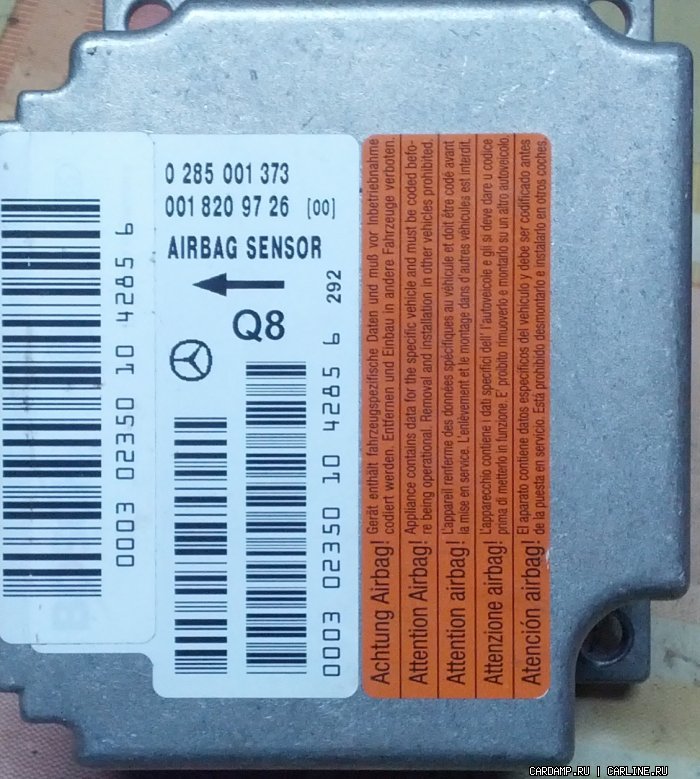 0 285 001 373
001 820 97 26 [00]
AIRBAG SENSOR
292
Q8
0003 02350 10 4285 6
0003 02350 10 4285 6
Achtung Airbag! Gerät enthält fahrzeugspezifische Daten und muß vor Inbetriebnahme
codiert werden. Entfernen und Einbau in andere Fahrzeuge verboten.
Attention Airbag! Appliance contains data for the specific vehicle and must be coded befo-
re being operational. Removal and installation in other vehicles prohibited.
Attention airbag! L'appareil renferme des données spécifiques au véhicule et doit être codé avant
la mise en service. L'enlèvement et le montage dans d'autres véhicules est interdit.
Attenzione airbag! L'apparecchio contiene i dati specifici dell' l'autoveicolo e gli si deve dare u codice
prima di metterlo in funzione. E' proibito rimuoverlo e montarlo su un altro autoveicolo.
Atención airbag! El aparato contiene datos específicos del vehículo y debe ser codificado antes
de la puesta en servicio. Está prohibido desmontarlo e instalarlo en otros coches.
CARDAMP.RU | CARLINE.RU